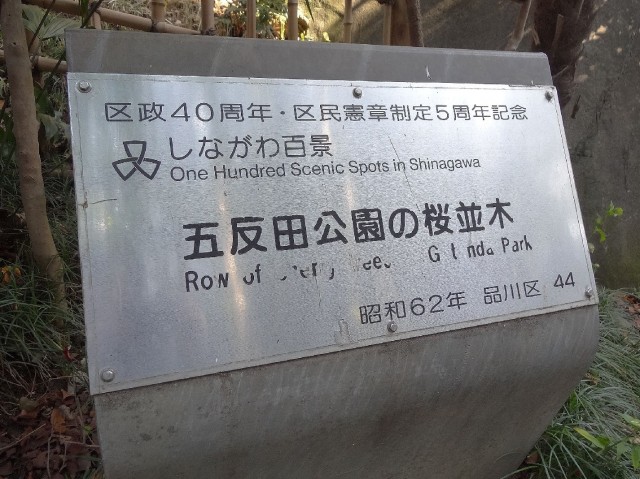 区政40周年・区民憲章制定5周年記念
しながわ百景
One Hundred Scenic Spots in Shinagawa
五反田公園の桜並木
Row of Park
昭和62年 品川区 44